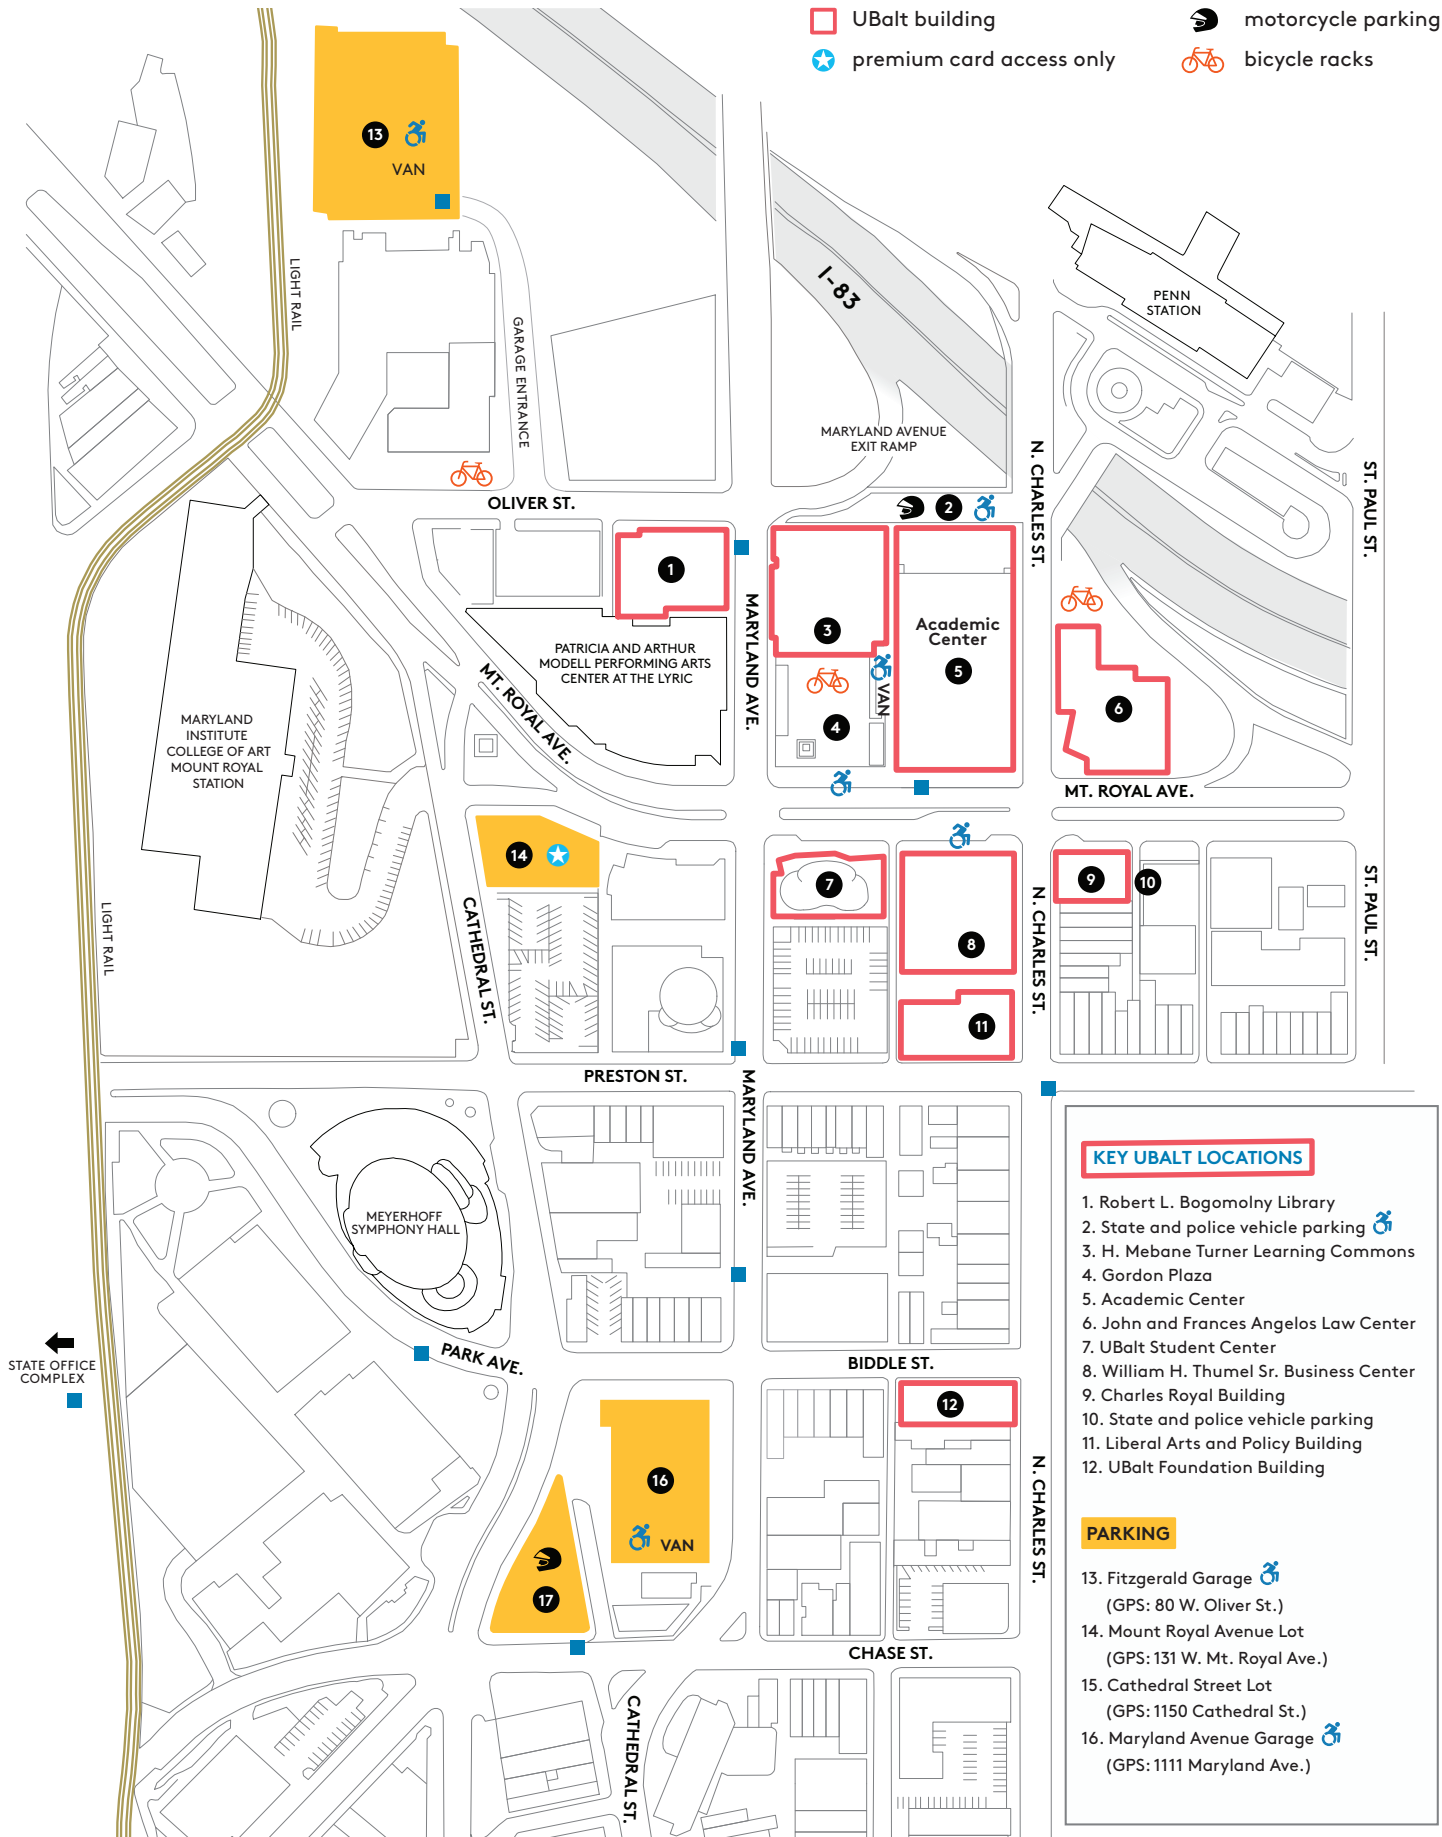 UBalt building
motorcycle parking
premium card access only
bicycle racks
13
VAN
LIGHT RAIL
GARAGE ENTRANCE
I-83
PENN
STATION
MARYLAND AVENUE
EXIT RAMP
N. CHARLES ST.
ST. PAUL ST.
OLIVER ST.
2
1
MARYLAND AVE.
3
Academic
Center
5
PATRICIA AND ARTHUR
MODELL PERFORMING ARTS
CENTER AT THE LYRIC
MT. ROYAL AVE.
VAN
4
6
MARYLAND
INSTITUTE
COLLEGE OF ART
MOUNT ROYAL
STATION
MT. ROYAL AVE.
14
7
9
10
8
11
LIGHT RAIL
CATHEDRAL ST.
N. CHARLES ST.
ST. PAUL ST.
PRESTON ST.
MARYLAND AVE.
MEYERHOFF
SYMPHONY HALL
STATE OFFICE
COMPLEX
PARK AVE.
BIDDLE ST.
12
16
VAN
17
N. CHARLES ST.
CHASE ST.
CATHEDRAL ST.
KEY UBALT LOCATIONS
1. Robert L. Bogomolny Library
2. State and police vehicle parking
3. H. Mebane Turner Learning Commons
4. Gordon Plaza
5. Academic Center
6. John and Frances Angelos Law Center
7. UBalt Student Center
8. William H. Thumel Sr. Business Center
9. Charles Royal Building
10. State and police vehicle parking
11. Liberal Arts and Policy Building
12. UBalt Foundation Building
PARKING
13. Fitzgerald Garage
(GPS: 80 W. Oliver St.)
14. Mount Royal Avenue Lot
(GPS: 131 W. Mt. Royal Ave.)
15. Cathedral Street Lot
(GPS: 1150 Cathedral St.)
16. Maryland Avenue Garage
(GPS: 1111 Maryland Ave.)